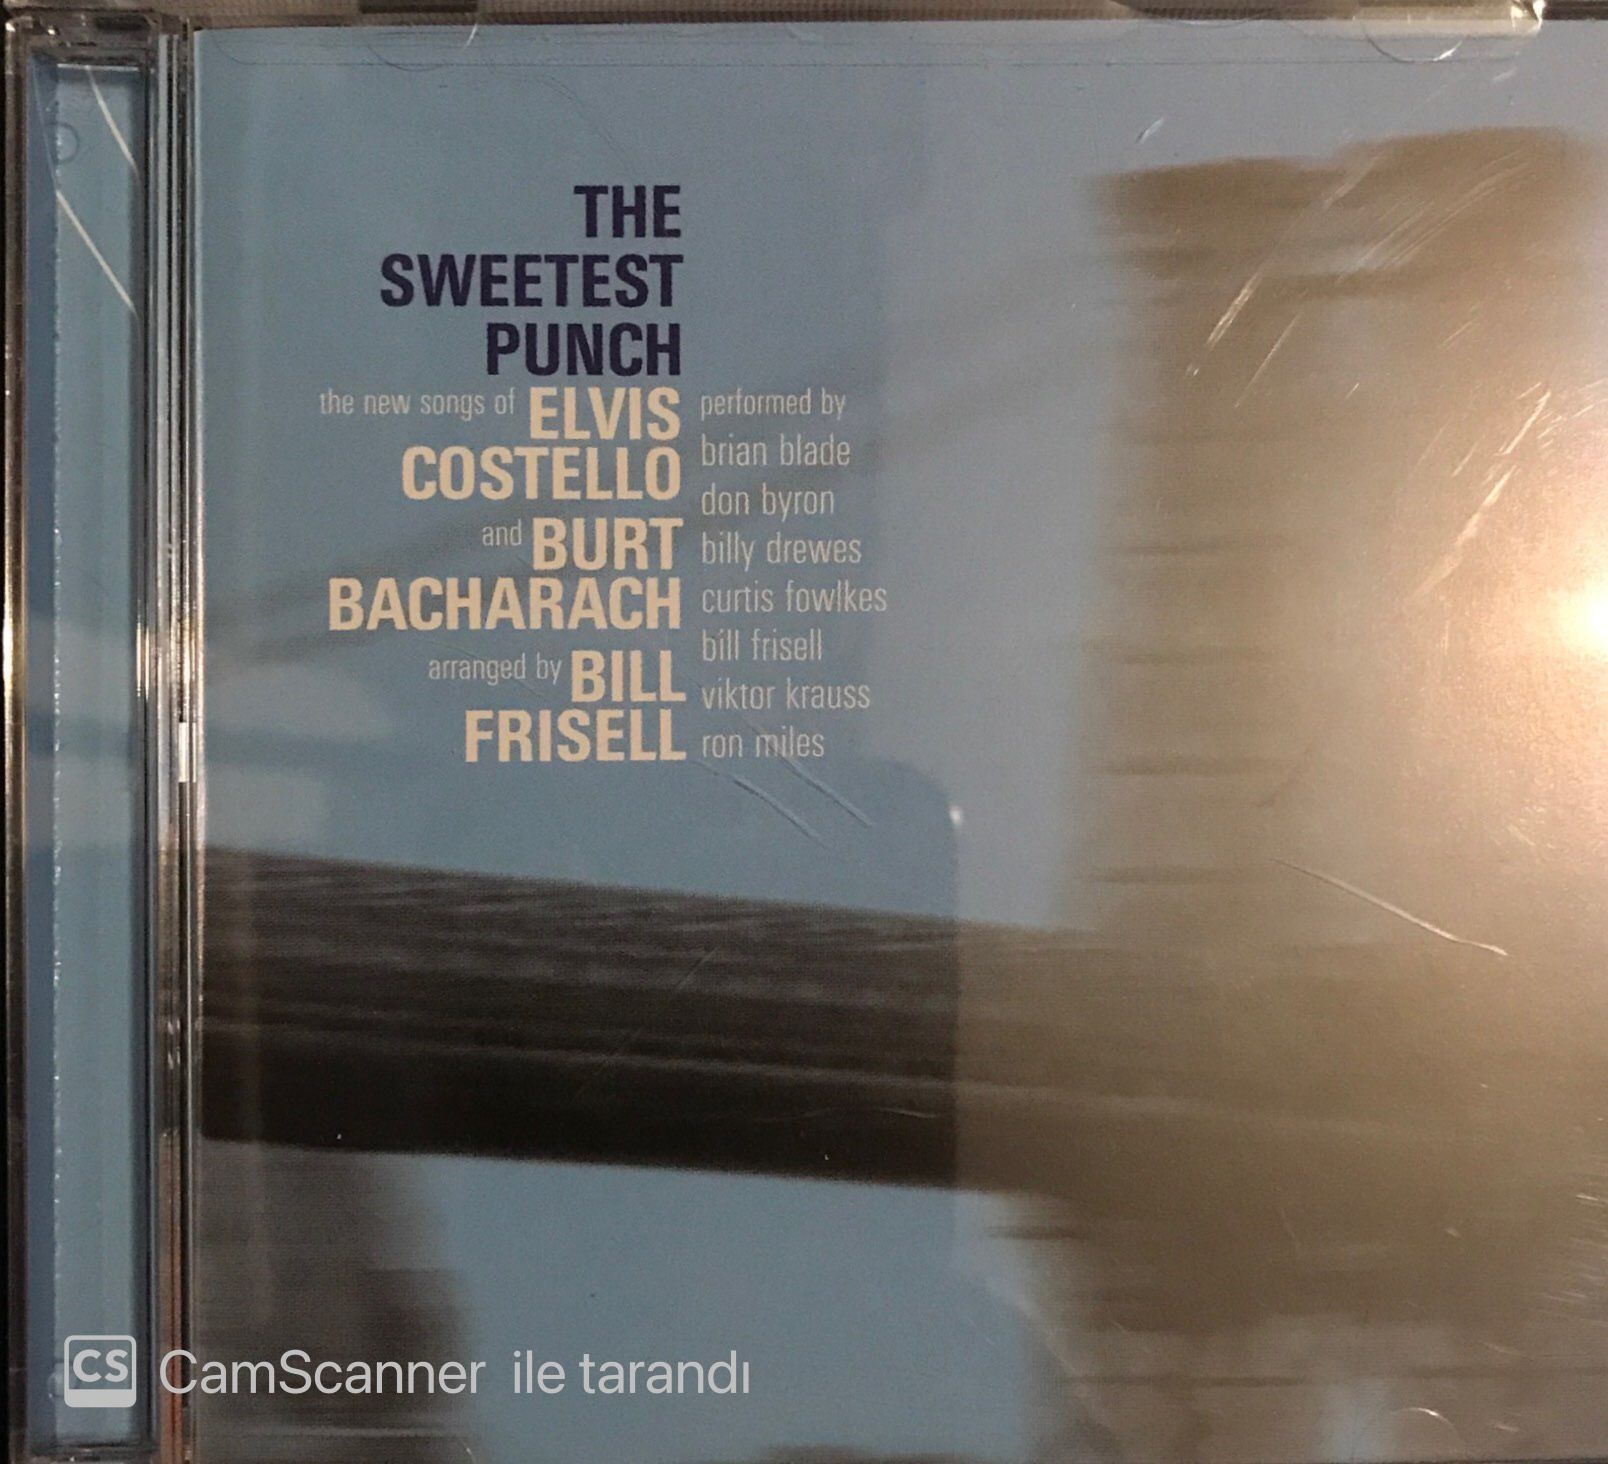 THE
SWEETEST
PUNCH
the new songs of ELVIS
COSTELLO
and BURT
BACHARACH
arranged by BILL
FRISELL
performed by
brian blade
don byron
billy drewes
curtis fowlkes
bill frisell
viktor krauss
ron miles
CS CamScanner ile tarandı